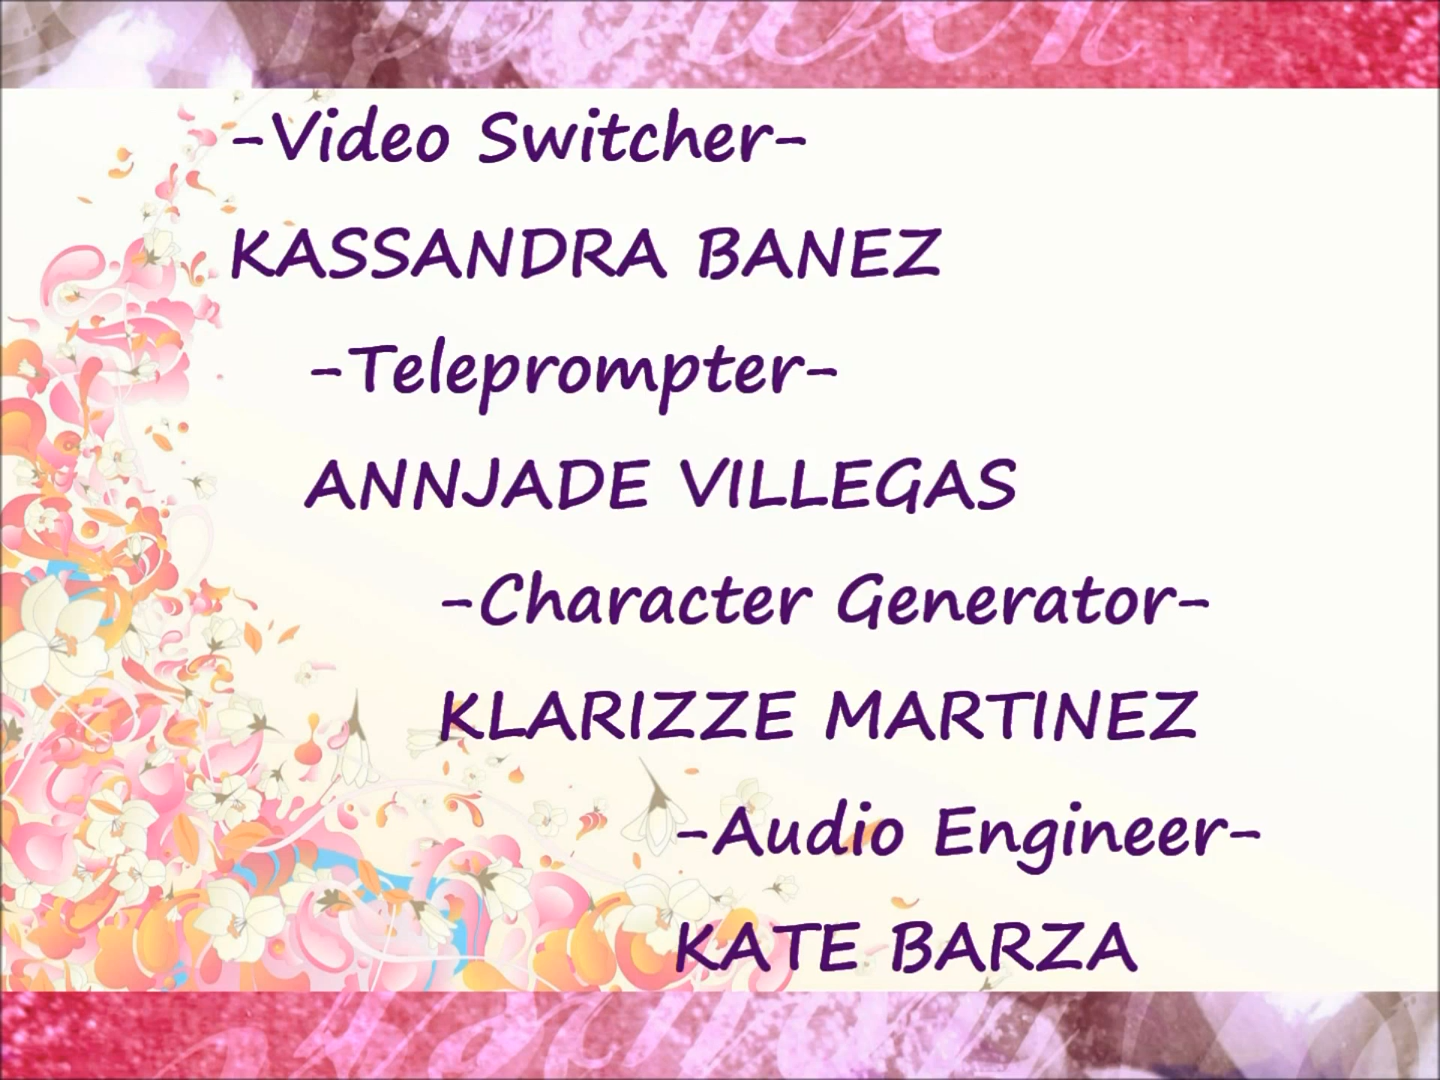 -Video Switcher-
KASSANDRA BANEZ
-Teleprompter-
ANNJADE VILLEGAS
-Character Generator-
KLARIZZE MARTINEZ
-Audio Engineer-
KATE BARZA